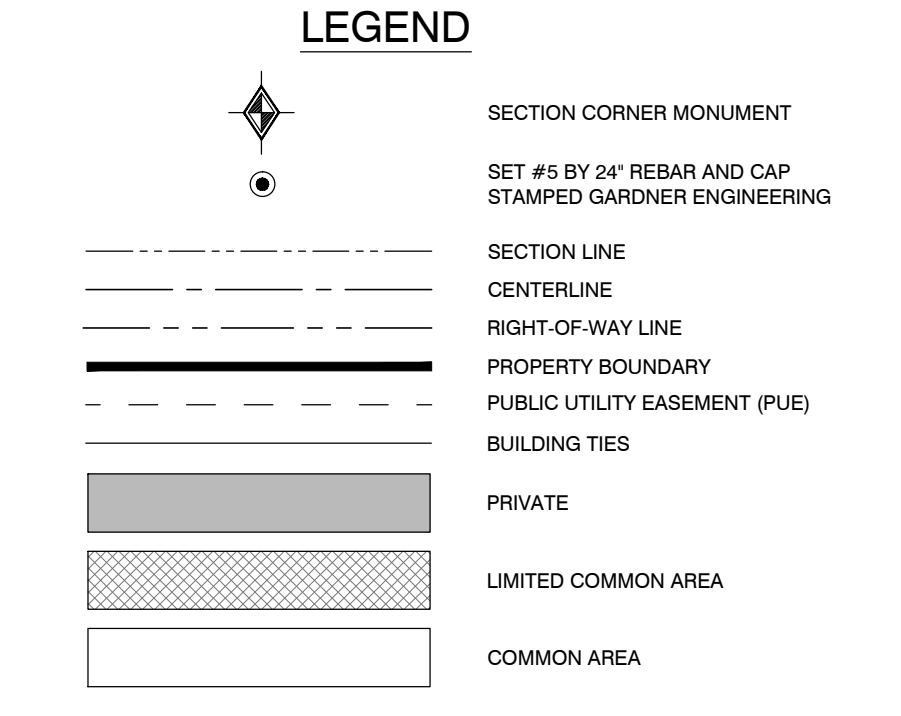 LEGEND
SECTION CORNER MONUMENT
SET #5 BY 24" REBAR AND CAP
STAMPED GARDNER ENGINEERING
SECTION LINE
CENTERLINE
RIGHT-OF-WAY LINE
PROPERTY BOUNDARY
PUBLIC UTILITY EASEMENT (PUE)
BUILDING TIES
PRIVATE
LIMITED COMMON AREA
COMMON AREA